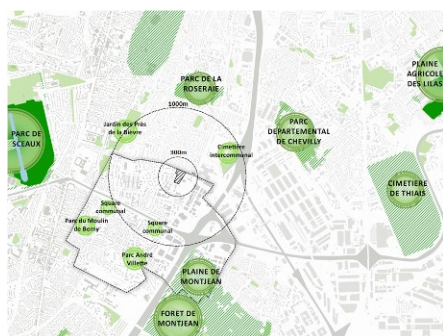 PARC DE LA
ROSERAIE
PLAINE
AGRICOLE
DES LILAS
1000m
Jardin des Prés
de la Bièvre
PARC DE
SCEAUX
PARC
DEPARTEMENTAL
DE CHEVILLY
300m
Cimetière
intercommunal
CIMETIERE
DE THIAIS
Square
communal
Parc du Moulin
de Berny
Square
communal
Parc André
Villette
PLAINE DE
MONTJEAN
FORET DE
MONTJEAN